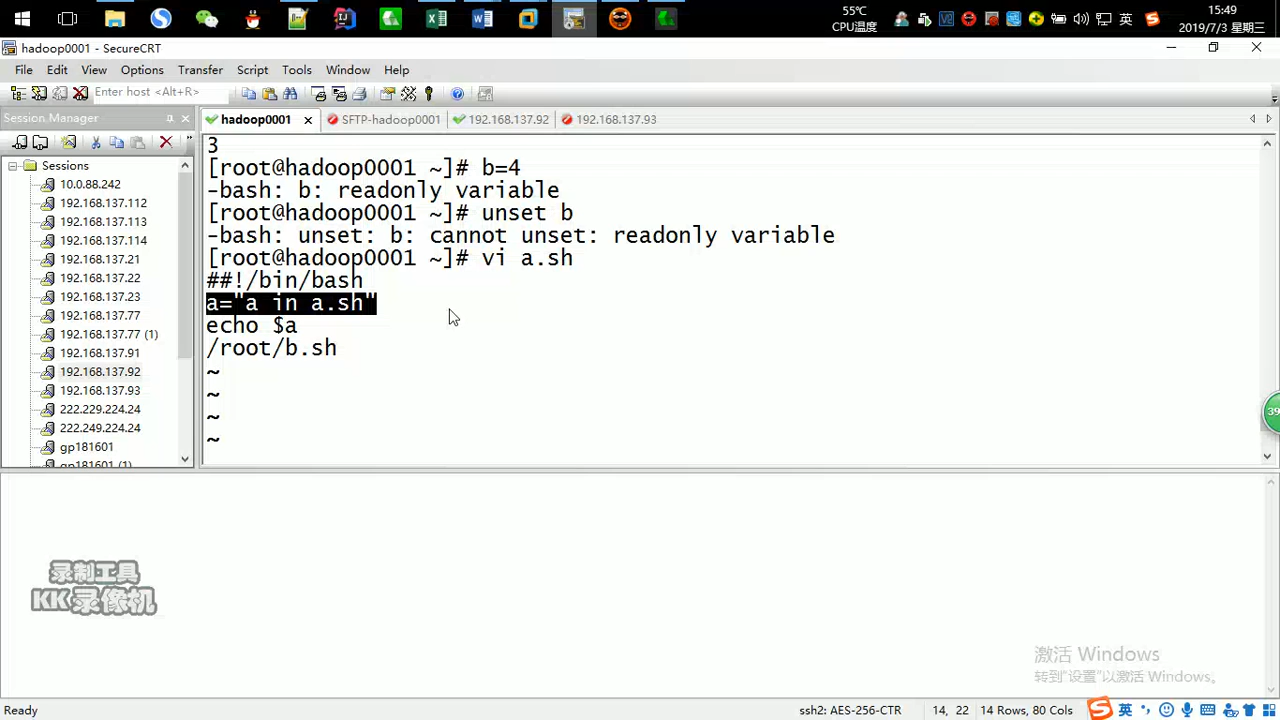 55℃
CPU温度
英
15:49
2019/7/3 星期三
hadoop0001 - SecureCRT
File Edit View Options Transfer Script Tools Window Help
Enter host <Alt+R>
Session Manager
hadoop0001
SFTP-hadoop0001
192.168.137.92
192.168.137.93
Sessions
10.0.88.242
192.168.137.112
192.168.137.113
192.168.137.114
192.168.137.21
192.168.137.22
192.168.137.23
192.168.137.77
192.168.137.77 (1)
192.168.137.91
192.168.137.92
192.168.137.93
222.229.224.24
222.249.224.24
gp181601
gp181601 (1)
3
[root@hadoop0001 ~]# b=4
-bash: b: readonly variable
[root@hadoop0001 ~]# unset b
-bash: unset: b: cannot unset: readonly variable
[root@hadoop0001 ~]# vi a.sh
##!/bin/bash
a="a in a.sh"
echo $a
/root/b.sh
~
~
~
~
39
录制工具
KK录像机
激活 Windows
转到"设置"以激活 Windows。
Ready
ssh2: AES-256-CTR
14, 22
14 Rows, 80 Cols
英